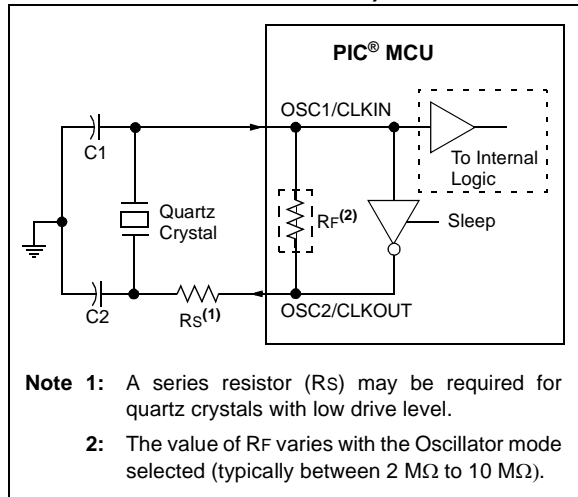 PIC® MCU
OSC1/CLKIN
C1
To Internal
Logic
Quartz
Crystal
RF(2)
Sleep
C2
RS(1)
OSC2/CLKOUT
Note 1: A series resistor (RS) may be required for
quartz crystals with low drive level.
2: The value of RF varies with the Oscillator mode
selected (typically between 2 MΩ to 10 MΩ).